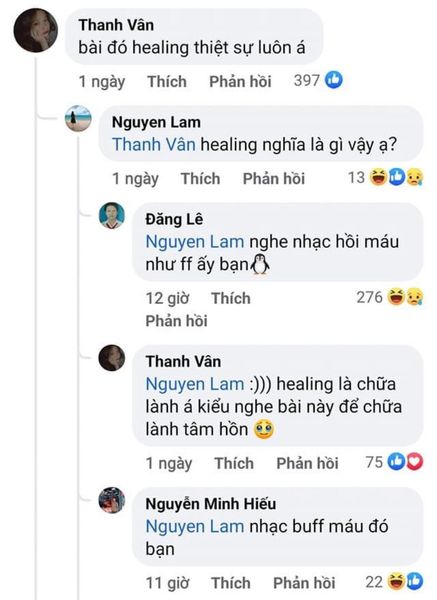 Thanh Vân
bài đó healing thiệt sự luôn á
1 ngày Thích Phản hồi 397
Nguyen Lam
Thanh Vân healing nghĩa là gì vậy ạ?
1 ngày Thích Phản hồi 13
Đăng Lê
Nguyen Lam nghe nhạc hồi máu
như ff ấy bạn🐧
12 giờ Thích 276
Phản hồi
Thanh Vân
Nguyen Lam :))) healing là chữa
lành á kiểu nghe bài này để chữa
lành tâm hồn 🥹
1 ngày Thích Phản hồi 75
Nguyễn Minh Hiếu
Nguyen Lam nhạc buff máu đó
bạn
11 giờ Thích Phản hồi 22